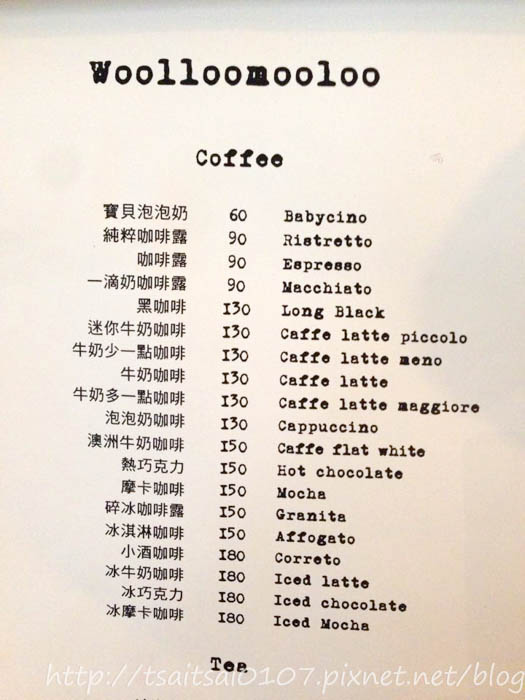 Woolloomooloo
Coffee
寶貝泡泡奶 60 Babycino
純粹咖啡露 90 Ristretto
咖啡露 90 Espresso
一滴奶咖啡露 90 Macchiato
黑咖啡 130 Long Black
迷你牛奶咖啡 130 Caffe latte piccolo
牛奶少一點咖啡 130 Caffe latte meno
牛奶咖啡 130 Caffe latte
牛奶多一點咖啡 130 Caffe latte maggiore
泡泡奶咖啡 130 Cappuccino
澳洲牛奶咖啡 150 Caffe flat white
熱巧克力 150 Hot chocolate
摩卡咖啡 150 Mocha
碎冰咖啡露 150 Granita
冰淇淋咖啡 150 Affogato
小酒咖啡 180 Correto
冰牛奶咖啡 180 Iced latte
冰巧克力 180 Iced chocolate
冰摩卡咖啡 180 Iced Mocha
Tea
http://tsaitsai0107.pixnet.net/blog